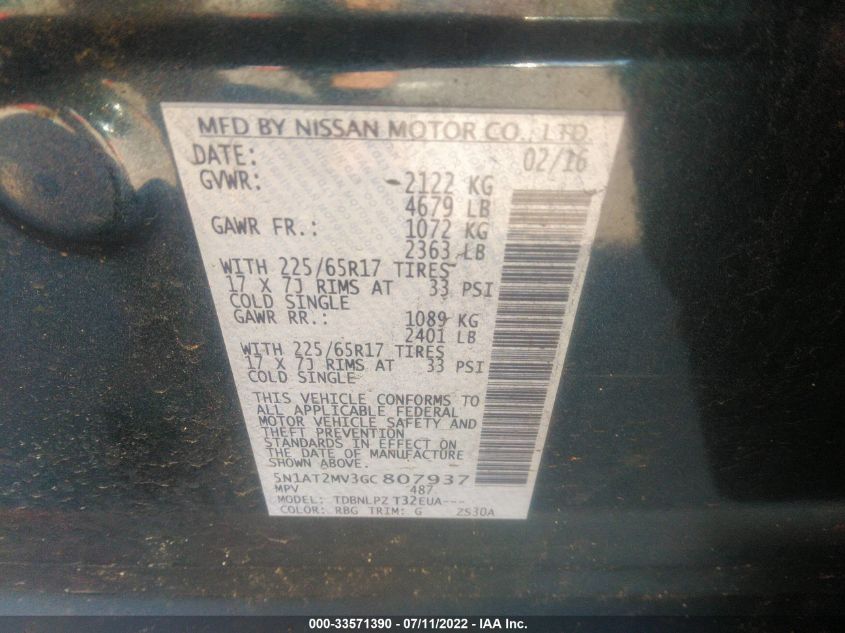 MFD BY NISSAN MOTOR CO., LTD.
DATE: 02/16
GVWR: 2122 KG
4679 LB
GAWR FR.: 1072 KG
2363 LB
WITH 225/65R17 TIRES
17 X 7J RIMS AT 33 PSI
COLD SINGLE
GAWR RR.: 1089 KG
2401 LB
WITH 225/65R17 TIRES
17 X 7J RIMS AT 33 PSI
COLD SINGLE
THIS VEHICLE CONFORMS TO
ALL APPLICABLE FEDERAL
MOTOR VEHICLE SAFETY AND
THEFT PREVENTION
STANDARDS IN EFFECT ON
THE DATE OF MANUFACTURE
SHOWN ABOVE
5N1AT2MV3GC807937
MPV 487
MODEL: TDBNLPZ T32EUA---
COLOR: RBG TRIM: G 2S30A
000-33571390 - 07/11/2022 - IAA Inc.